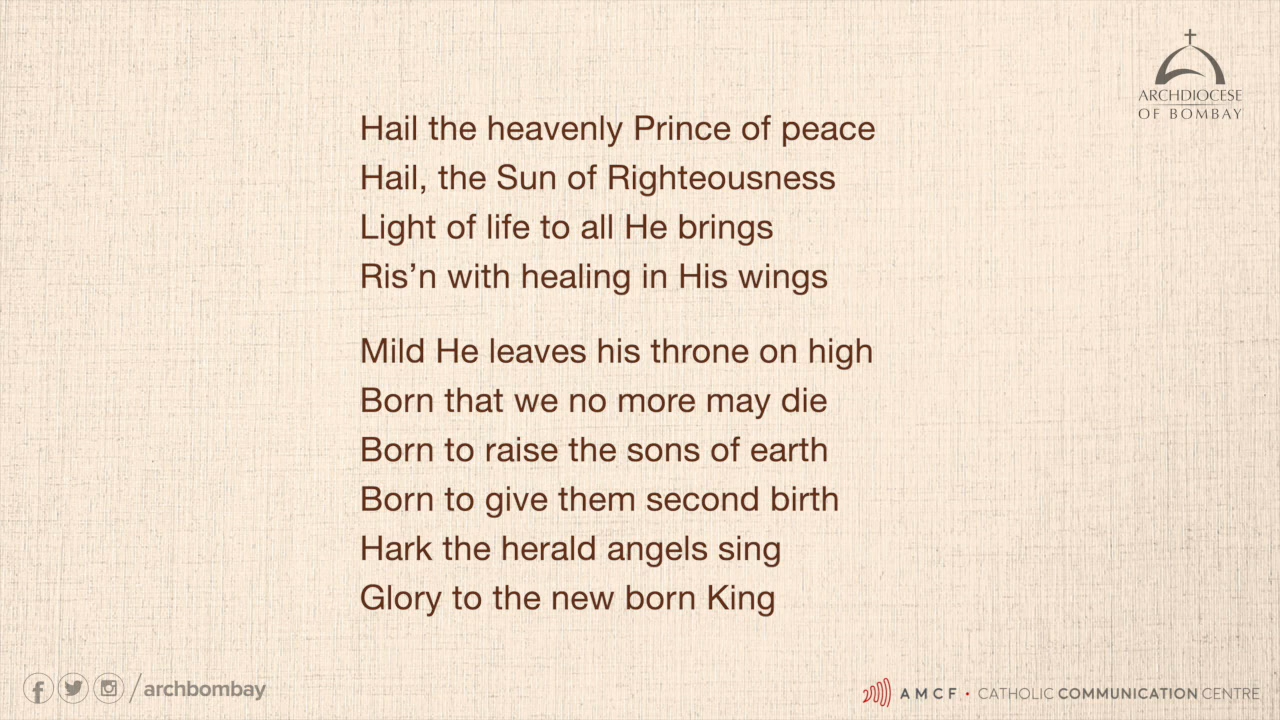 ARCHDIOCESE
OF BOMBAY
Hail the heavenly Prince of peace
Hail, the Sun of Righteousness
Light of life to all He brings
Ris’n with healing in His wings
Mild He leaves his throne on high
Born that we no more may die
Born to raise the sons of earth
Born to give them second birth
Hark the herald angels sing
Glory to the new born King
/archbombay
AMCF • CATHOLIC COMMUNICATION CENTRE